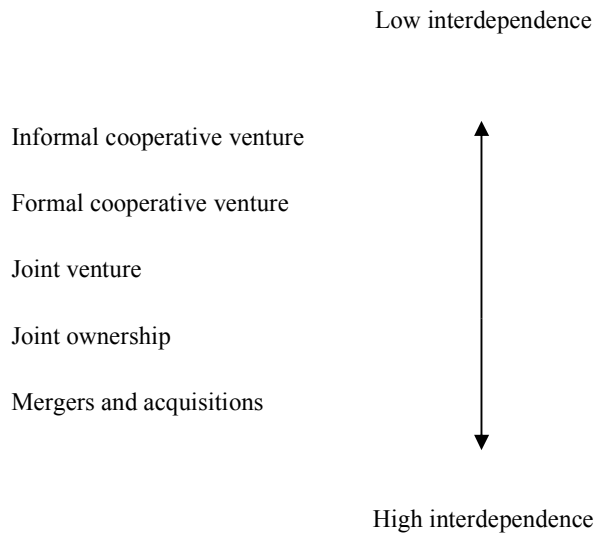 Low interdependence
Informal cooperative venture
Formal cooperative venture
Joint venture
Joint ownership
Mergers and acquisitions
High interdependence